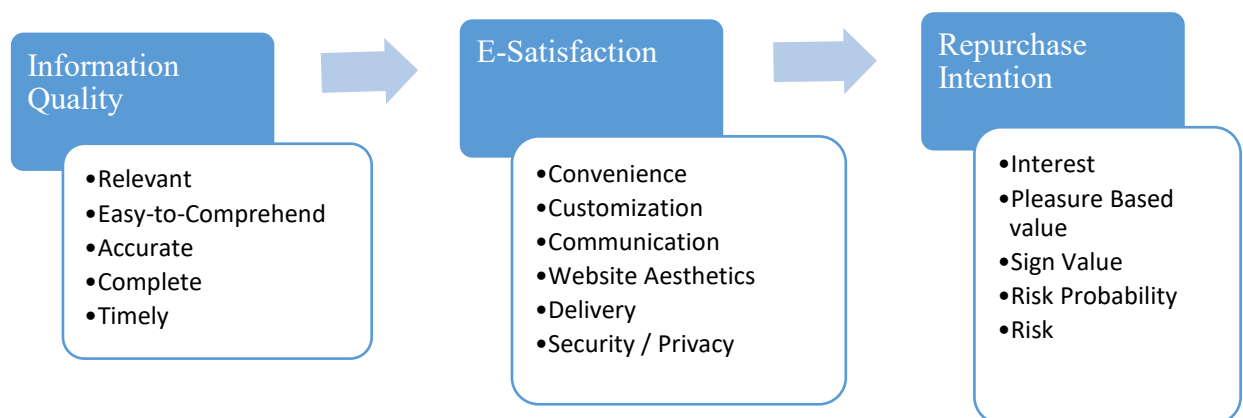 Information
Quality
•Relevant
•Easy-to-Comprehend
•Accurate
•Complete
•Timely
E-Satisfaction
•Convenience
•Customization
•Communication
•Website Aesthetics
•Delivery
•Security / Privacy
Repurchase
Intention
•Interest
•Pleasure Based
value
•Sign Value
•Risk Probability
•Risk